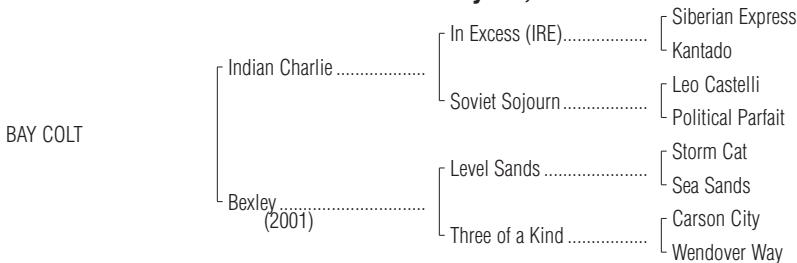 Siberian Express
In Excess (IRE)..................
Kantado
Indian Charlie ...................
Leo Castelli
Soviet Sojourn..................
Political Parfait
BAY COLT
Storm Cat
Level Sands ......................
Sea Sands
Bexley...............................
(2001)
Carson City
Three of a Kind .................
Wendover Way